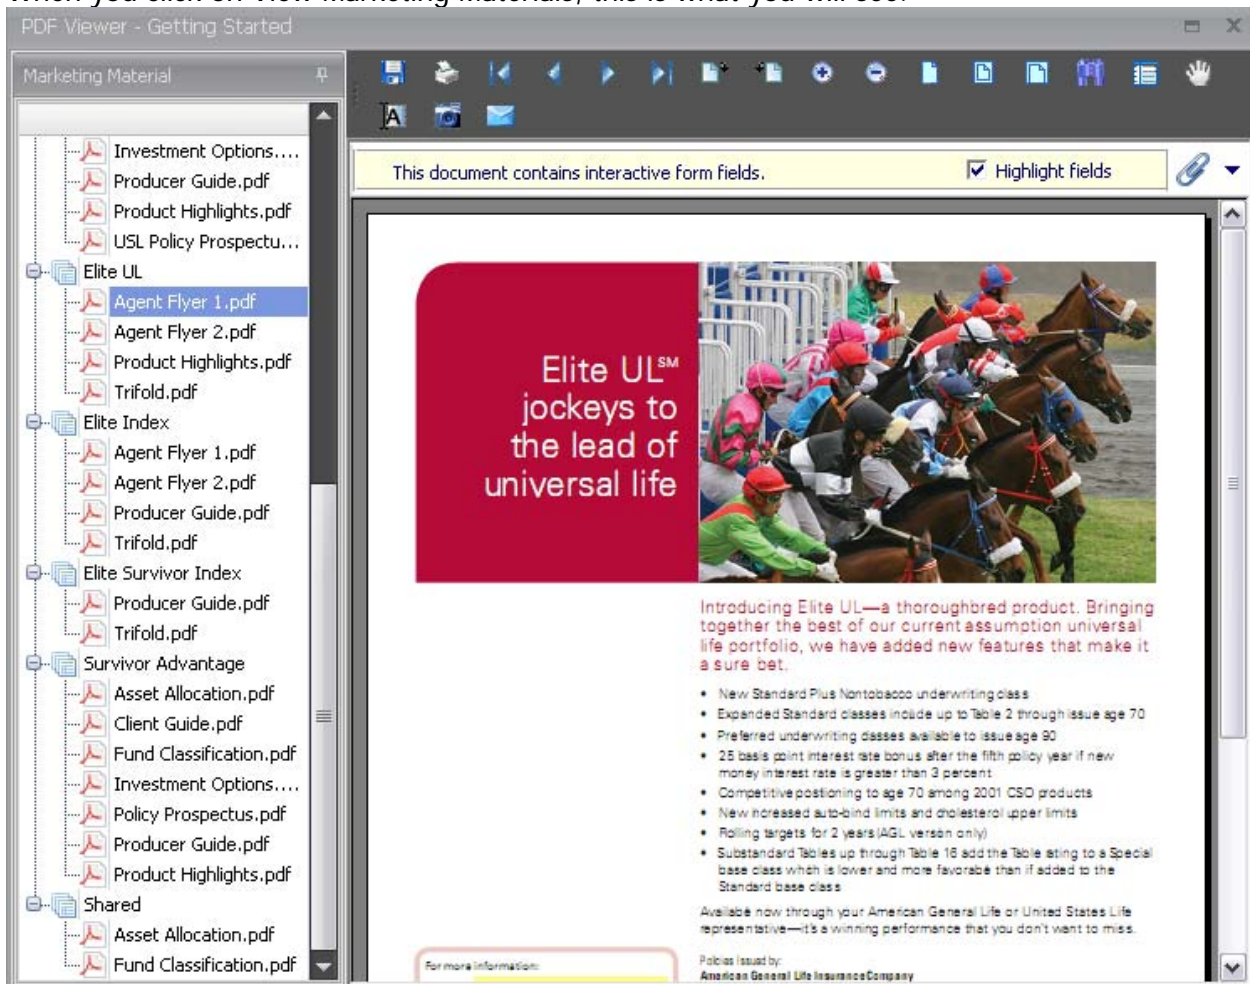 When you click on View Marketing Materials, this is what you will see:
PDF Viewer - Getting Started
Marketing Material
Investment Options....
Producer Guide.pdf
Product Highlights.pdf
USL Policy Prospectu...
Elite UL
Agent Flyer 1.pdf
Agent Flyer 2.pdf
Product Highlights.pdf
Trifold.pdf
Elite Index
Agent Flyer 1.pdf
Agent Flyer 2.pdf
Producer Guide.pdf
Trifold.pdf
Elite Survivor Index
Producer Guide.pdf
Trifold.pdf
Survivor Advantage
Asset Allocation.pdf
Client Guide.pdf
Fund Classification.pdf
Investment Options....
Policy Prospectus.pdf
Producer Guide.pdf
Product Highlights.pdf
Shared
Asset Allocation.pdf
Fund Classification.pdf
This document contains interactive form fields.
Highlight fields
Elite UL℠
jockeys to
the lead of
universal life
Introducing Elite UL—a thoroughbred product. Bringing
together the best of our current assumption universal
life portfolio, we have added new features that make it
a sure bet.
• New Standard Plus Nontobacco underwriting class
• Expanded Standard classes include up to Table 2 through issue age 70
• Preferred underwriting classes available to issue age 90
• 25 basis point interest rate bonus after the fifth policy year if new
money interest rate is greater than 3 percent
• Competitive positioning to age 70 among 2001 CSO products
• New increased auto-bind limits and cholesterol upper limits
• Rolling targets for 2 years (AGL version only)
• Substandard Tables up through Table 16 add the Table rating to a Special
base class which is lower and more favorable than if added to the
Standard base class
Available now through your American General Life or United States Life
representative—it's a winning performance that you don't want to miss.
For more information:
Policies issued by:
American General Life Insurance Company